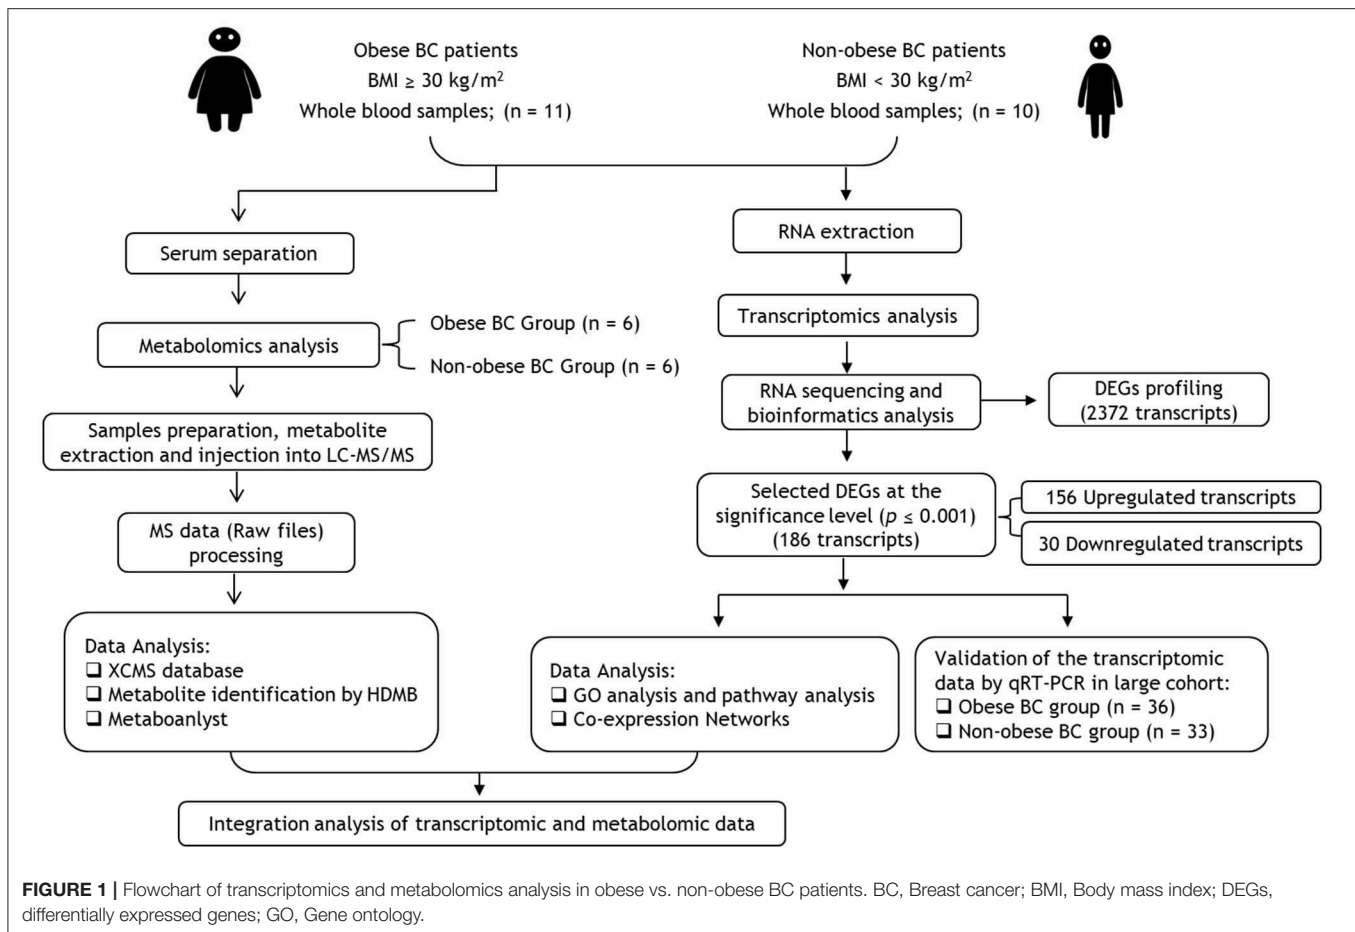 Obese BC patients
BMI ≥ 30 kg/m²
Whole blood samples; (n = 11)
Non-obese BC patients
BMI < 30 kg/m²
Whole blood samples; (n = 10)
Serum separation
Metabolomics analysis
Obese BC Group (n = 6)
Non-obese BC Group (n = 6)
Samples preparation, metabolite
extraction and injection into LC-MS/MS
MS data (Raw files)
processing
Data Analysis:
❑ XCMS database
❑ Metabolite identification by HDMB
❑ Metaboanlyst
RNA extraction
Transcriptomics analysis
RNA sequencing and
bioinformatics analysis
DEGs profiling
(2372 transcripts)
Selected DEGs at the
significance level (p ≤ 0.001)
(186 transcripts)
156 Upregulated transcripts
30 Downregulated transcripts
Data Analysis:
❑ GO analysis and pathway analysis
❑ Co-expression Networks
Validation of the transcriptomic
data by qRT-PCR in large cohort:
❑ Obese BC group (n = 36)
❑ Non-obese BC group (n = 33)
Integration analysis of transcriptomic and metabolomic data
FIGURE 1 | Flowchart of transcriptomics and metabolomics analysis in obese vs. non-obese BC patients. BC, Breast cancer; BMI, Body mass index; DEGs,
differentially expressed genes; GO, Gene ontology.